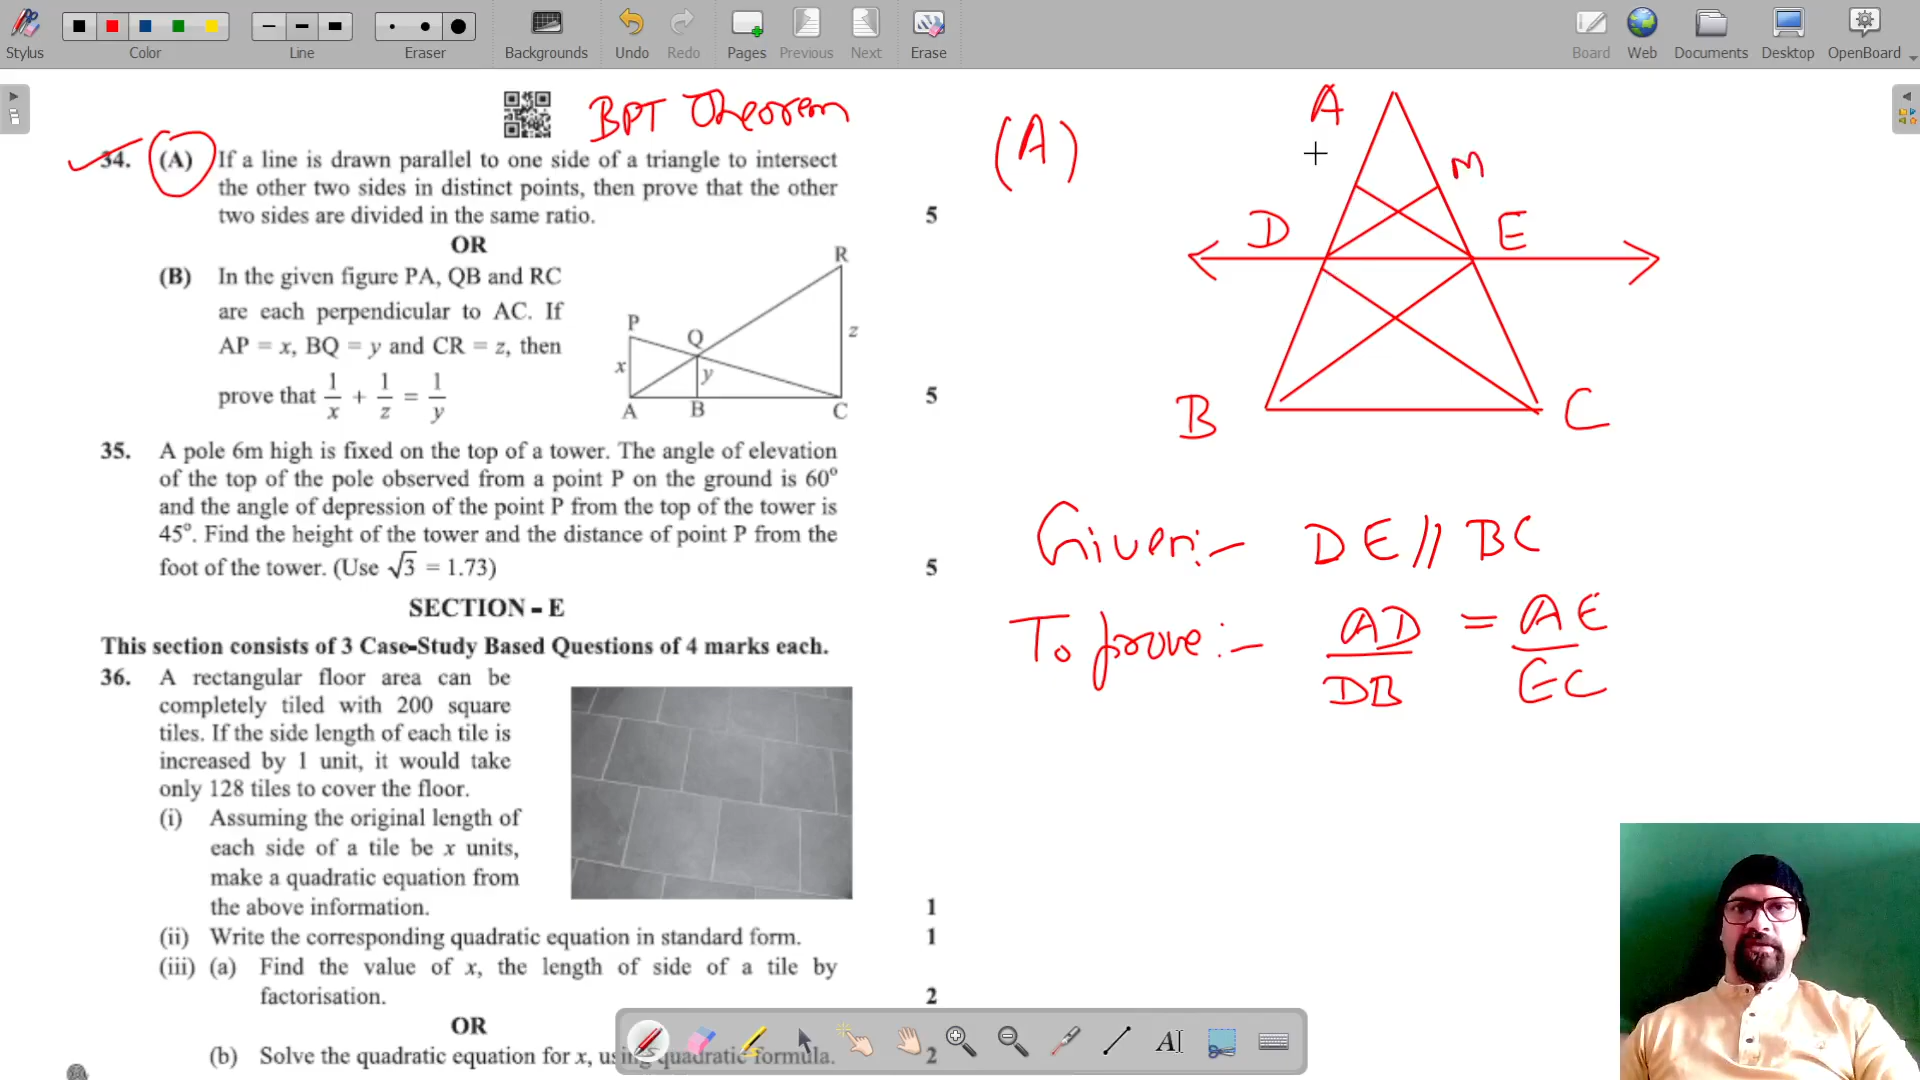 Stylus Color Line Eraser Backgrounds Undo Redo Pages Previous Next Erase Board Web Documents Desktop OpenBoard
BPT Theorem
34. (A) If a line is drawn parallel to one side of a triangle to intersect
the other two sides in distinct points, then prove that the other
two sides are divided in the same ratio. 5
OR
(B) In the given figure PA, QB and RC
are each perpendicular to AC. If
AP = x, BQ = y and CR = z, then
prove that 1/x + 1/z = 1/y 5
R
P
Q
z
x
y
A B C
35. A pole 6m high is fixed on the top of a tower. The angle of elevation
of the top of the pole observed from a point P on the ground is 60°
and the angle of depression of the point P from the top of the tower is
45°. Find the height of the tower and the distance of point P from the
foot of the tower. (Use √3 = 1.73) 5
SECTION - E
This section consists of 3 Case-Study Based Questions of 4 marks each.
36. A rectangular floor area can be
completely tiled with 200 square
tiles. If the side length of each tile is
increased by 1 unit, it would take
only 128 tiles to cover the floor.
(i) Assuming the original length of
each side of a tile be x units,
make a quadratic equation from
the above information. 1
(ii) Write the corresponding quadratic equation in standard form. 1
(iii) (a) Find the value of x, the length of side of a tile by
factorisation. 2
OR
(b) Solve the quadratic equation for x, using quadratic formula. 2
(A)
A
M
D E
B C
Given:- DE // BC
To prove:- AD/DB = AE/EC